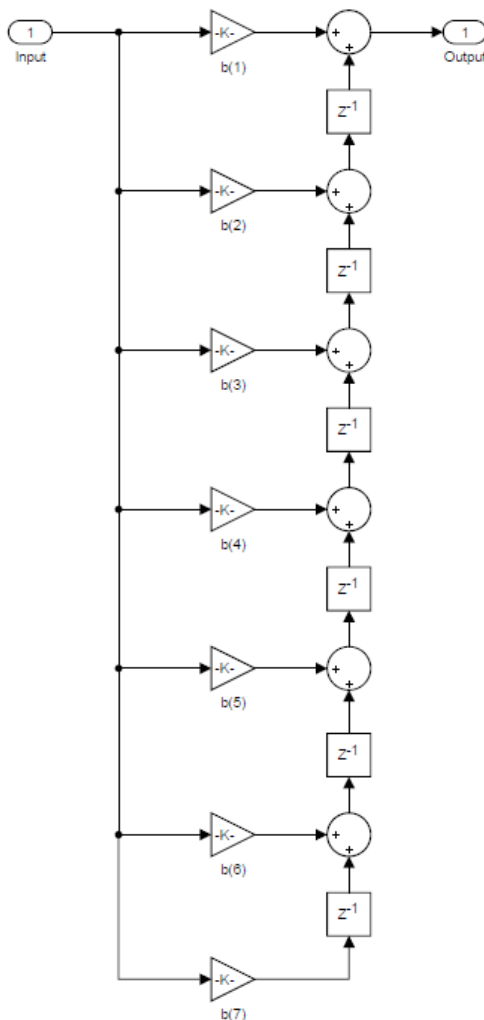 1
-K-
+
+
1
Input
b(1)
Output
Z-1
-K-
+
+
b(2)
Z-1
-K-
+
+
b(3)
Z-1
-K-
+
+
b(4)
Z-1
-K-
+
+
b(5)
Z-1
-K-
+
+
b(6)
Z-1
-K-
b(7)